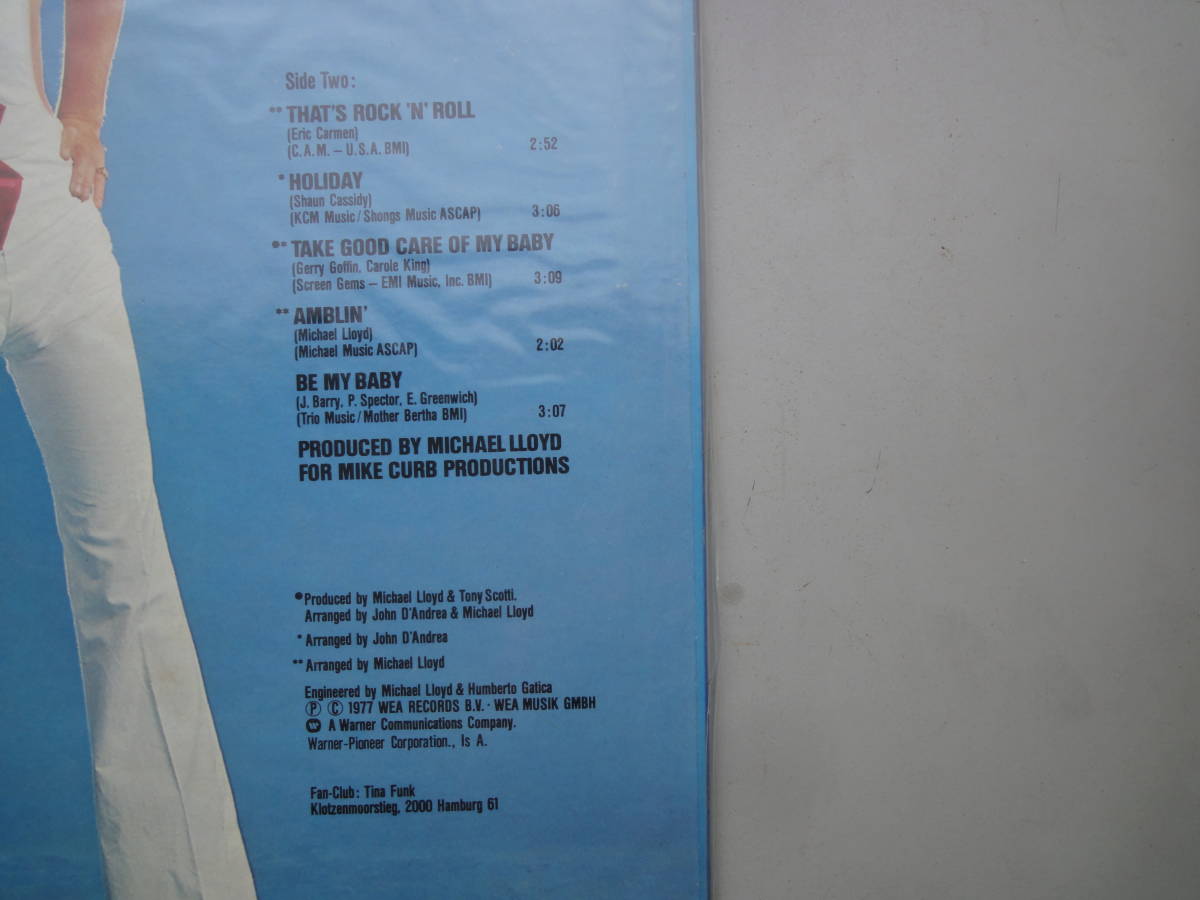 Side Two:
** THAT'S ROCK 'N' ROLL
(Eric Carmen)
(C.A.M. – U.S.A. BMI) 2:52
* HOLIDAY
(Shaun Cassidy)
(KCM Music/Shongs Music ASCAP) 3:06
●** TAKE GOOD CARE OF MY BABY
(Gerry Goffin, Carole King)
(Screen Gems – EMI Music, Inc. BMI) 3:09
** AMBLIN'
(Michael Lloyd)
(Michael Music ASCAP) 2:02
BE MY BABY
(J. Barry, P. Spector, E. Greenwich)
(Trio Music/Mother Bertha BMI) 3:07
PRODUCED BY MICHAEL LLOYD
FOR MIKE CURB PRODUCTIONS
● Produced by Michael Lloyd & Tony Scotti.
Arranged by John D'Andrea & Michael Lloyd
* Arranged by John D'Andrea
** Arranged by Michael Lloyd
Engineered by Michael Lloyd & Humberto Gatica
Ⓟ Ⓒ 1977 WEA RECORDS B.V. · WEA MUSIK GMBH
A Warner Communications Company.
Warner-Pioneer Corporation., Is A.
Fan-Club: Tina Funk
Klotzenmoorstieg, 2000 Hamburg 61